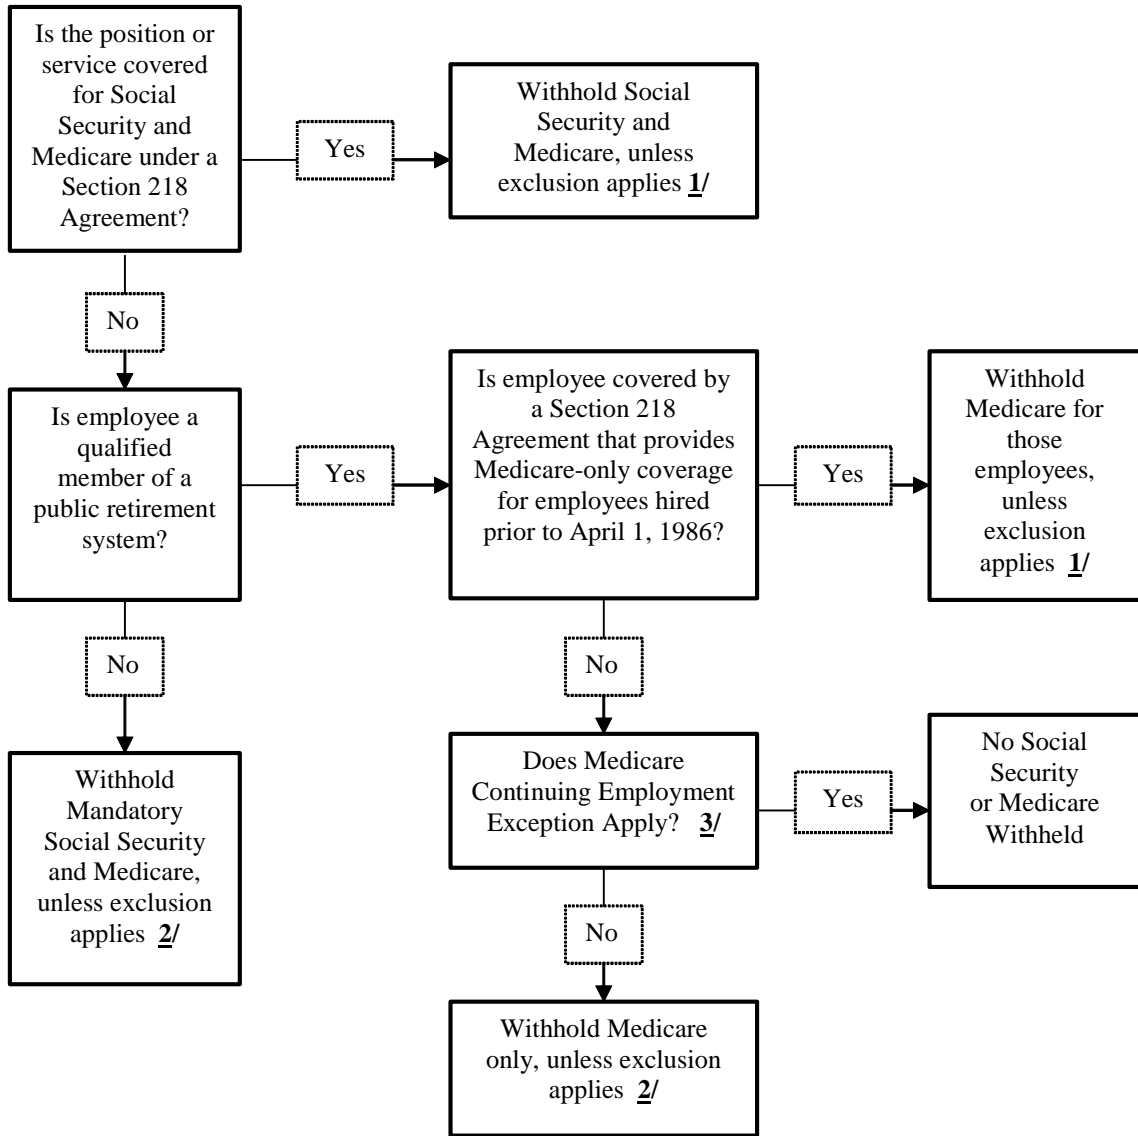 Is the position or
service covered
for Social
Security and
Medicare under a
Section 218
Agreement?
Yes
Withhold Social
Security and
Medicare, unless
exclusion applies 1/
No
Is employee a
qualified
member of a
public retirement
system?
Yes
Is employee covered by
a Section 218
Agreement that provides
Medicare-only coverage
for employees hired
prior to April 1, 1986?
Yes
Withhold
Medicare for
those
employees,
unless
exclusion
applies 1/
No
Withhold
Mandatory
Social Security
and Medicare,
unless exclusion
applies 2/
No
Does Medicare
Continuing Employment
Exception Apply? 3/
Yes
No Social
Security
or Medicare
Withheld
No
Withhold Medicare
only, unless exclusion
applies 2/